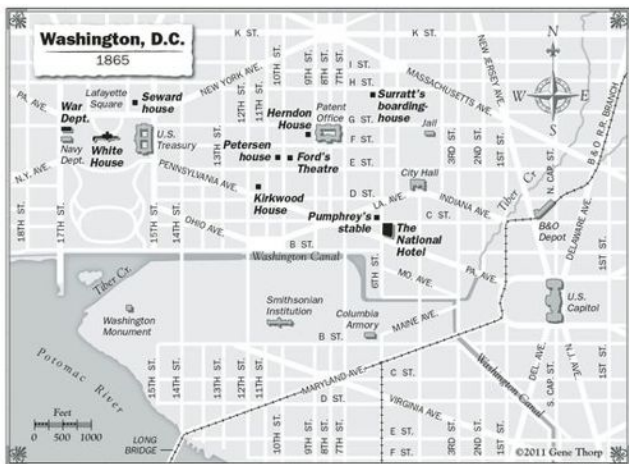 Washington, D.C.
1865
K ST.
K ST.
N
W
E
S
NEW JERSEY AVE.
MASSACHUSETTS AVE.
B & O R.R. BRANCH
10TH ST.
9TH ST.
8TH ST.
7TH ST.
I ST.
H ST.
NEW YORK AVE.
12TH ST.
11TH ST.
PA. AVE.
Lafayette
Square
Seward
house
Surratt's
boarding-
house
War
Dept.
Navy
Dept.
White
House
U.S.
Treasury
Herndon
House
Patent
Office
G ST.
F ST.
Jail
3RD ST.
2ND ST.
1ST ST.
13TH ST.
Petersen
house
Ford's
Theatre
E ST.
N.Y. AVE.
PENNSYLVANIA AVE.
City Hall
D ST.
INDIANA AVE.
Tiber Cr.
N. CAP. ST.
Kirkwood
House
LA. AVE.
C ST.
18TH ST.
17TH ST.
15TH ST.
14TH ST.
OHIO AVE.
Pumphrey's
stable
The
National
Hotel
B&O
Depot
DELAWARE AVE.
1ST ST.
B ST.
Washington Canal
6TH ST.
MO. AVE.
PA. AVE.
Tiber Cr.
Washington
Monument
Smithsonian
Institution
Columbia
Armory
MAINE AVE.
U.S.
Capitol
B ST.
Potomac River
15TH ST.
14TH ST.
13TH ST.
12TH ST.
11TH ST.
MARYLAND AVE.
C ST.
Washington Canal
DEL. AVE.
N.J. AVE.
S. CAP. ST.
1ST ST.
D ST.
VIRGINIA AVE.
Feet
0
500
1000
LONG
BRIDGE
10TH ST.
9TH ST.
8TH ST.
7TH ST.
E ST.
F ST.
3RD ST.
2ND ST.
1ST ST.
©2011 Gene Thorp